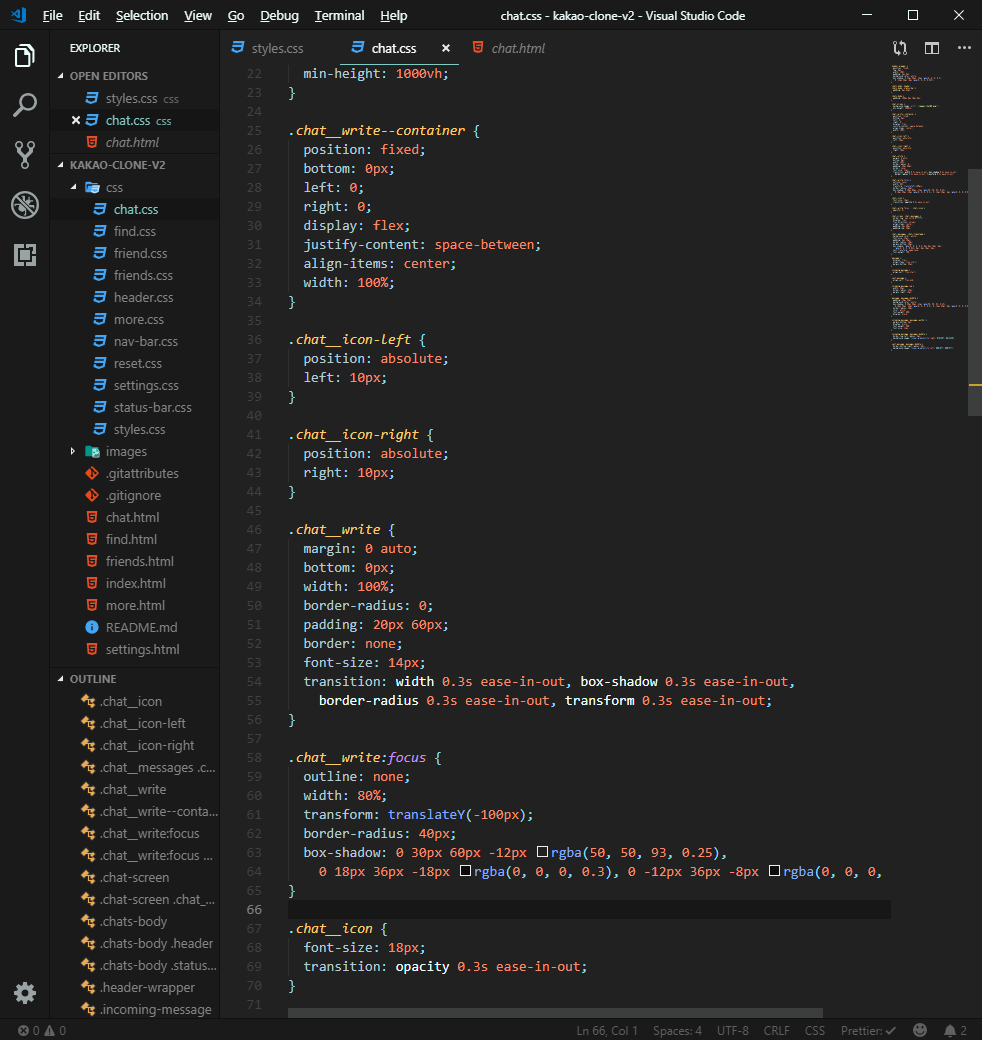 File Edit Selection View Go Debug Terminal Help chat.css - kakao-clone-v2 - Visual Studio Code
EXPLORER
OPEN EDITORS
styles.css css
chat.css css
chat.html
KAKAO-CLONE-V2
css
chat.css
find.css
friend.css
friends.css
header.css
more.css
nav-bar.css
reset.css
settings.css
status-bar.css
styles.css
images
.gitattributes
.gitignore
chat.html
find.html
friends.html
index.html
more.html
README.md
settings.html
OUTLINE
.chat__icon
.chat__icon-left
.chat__icon-right
.chat__messages .c...
.chat__write
.chat__write--conta...
.chat__write:focus
.chat__write:focus ...
.chat-screen
.chat-screen .chat_...
.chats-body
.chats-body .header
.chats-body .status...
.header-wrapper
.incoming-message
styles.css chat.css chat.html
22 min-height: 1000vh;
23 }
24
25 .chat__write--container {
26 position: fixed;
27 bottom: 0px;
28 left: 0;
29 right: 0;
30 display: flex;
31 justify-content: space-between;
32 align-items: center;
33 width: 100%;
34 }
35
36 .chat__icon-left {
37 position: absolute;
38 left: 10px;
39 }
40
41 .chat__icon-right {
42 position: absolute;
43 right: 10px;
44 }
45
46 .chat__write {
47 margin: 0 auto;
48 bottom: 0px;
49 width: 100%;
50 border-radius: 0;
51 padding: 20px 60px;
52 border: none;
53 font-size: 14px;
54 transition: width 0.3s ease-in-out, box-shadow 0.3s ease-in-out,
55 border-radius 0.3s ease-in-out, transform 0.3s ease-in-out;
56 }
57
58 .chat__write:focus {
59 outline: none;
60 width: 80%;
61 transform: translateY(-100px);
62 border-radius: 40px;
63 box-shadow: 0 30px 60px -12px rgba(50, 50, 93, 0.25),
64 0 18px 36px -18px rgba(0, 0, 0, 0.3), 0 -12px 36px -8px rgba(0, 0, 0,
65 }
66
67 .chat__icon {
68 font-size: 18px;
69 transition: opacity 0.3s ease-in-out;
70 }
71
0 0 Ln 66, Col 1 Spaces: 4 UTF-8 CRLF CSS Prettier: ✓ 2